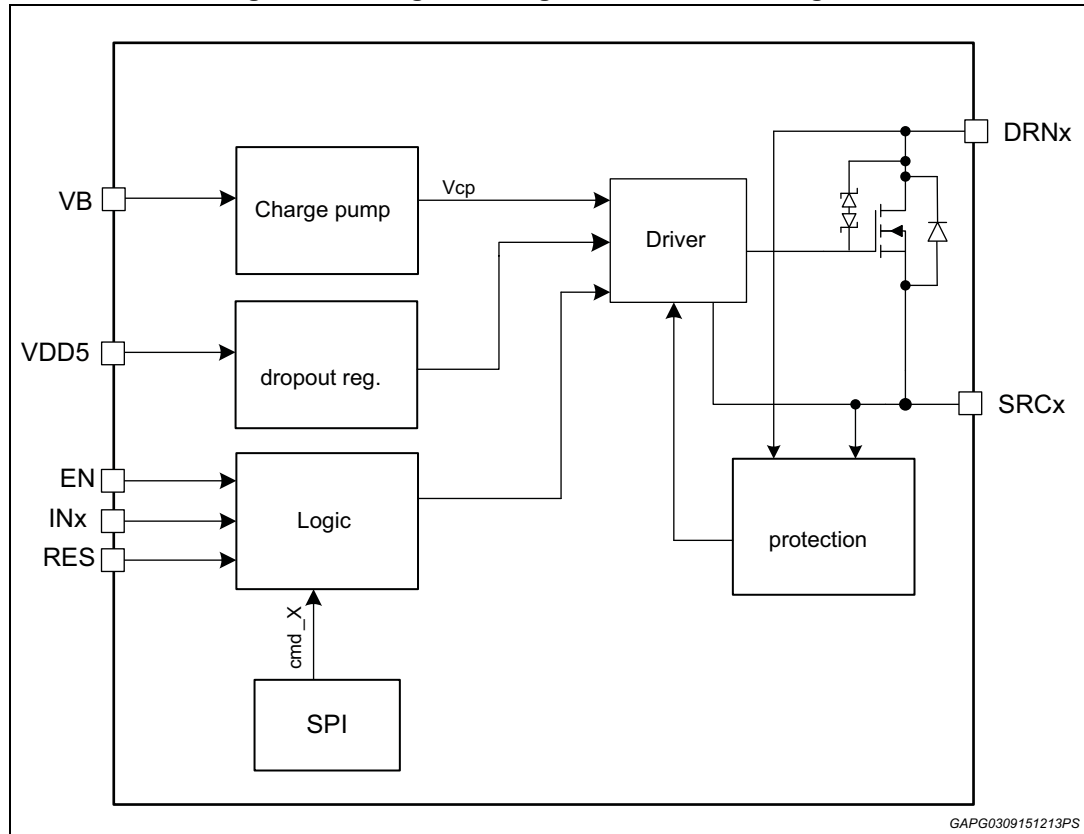 DRNx
VB
Charge pump
Vcp
Driver
VDD5
dropout reg.
SRCx
EN
INx
RES
Logic
protection
cmd_X
SPI
GAPG0309151213PS